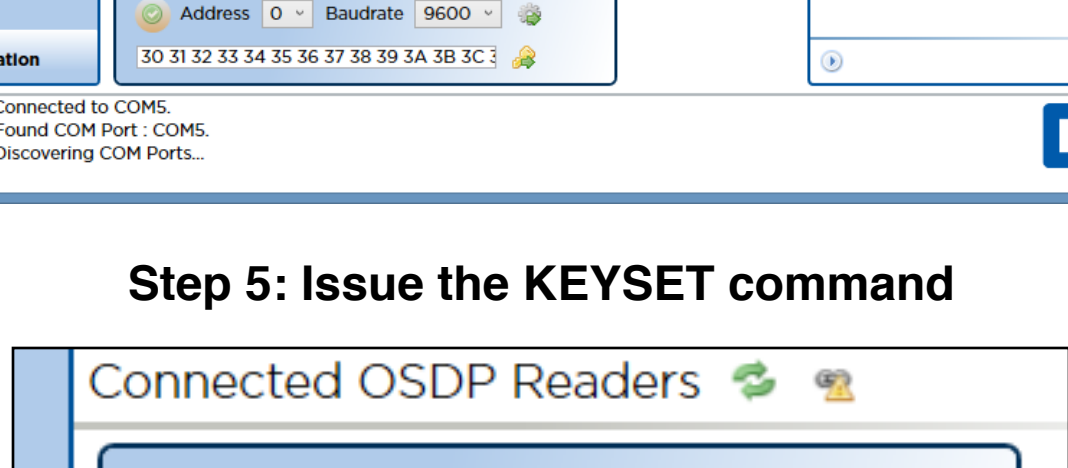 Address 0 Baudrate 9600
ation
30 31 32 33 34 35 36 37 38 39 3A 3B 3C
Connected to COM5.
Found COM Port : COM5.
Discovering COM Ports...
Step 5: Issue the KEYSET command
Connected OSDP Readers